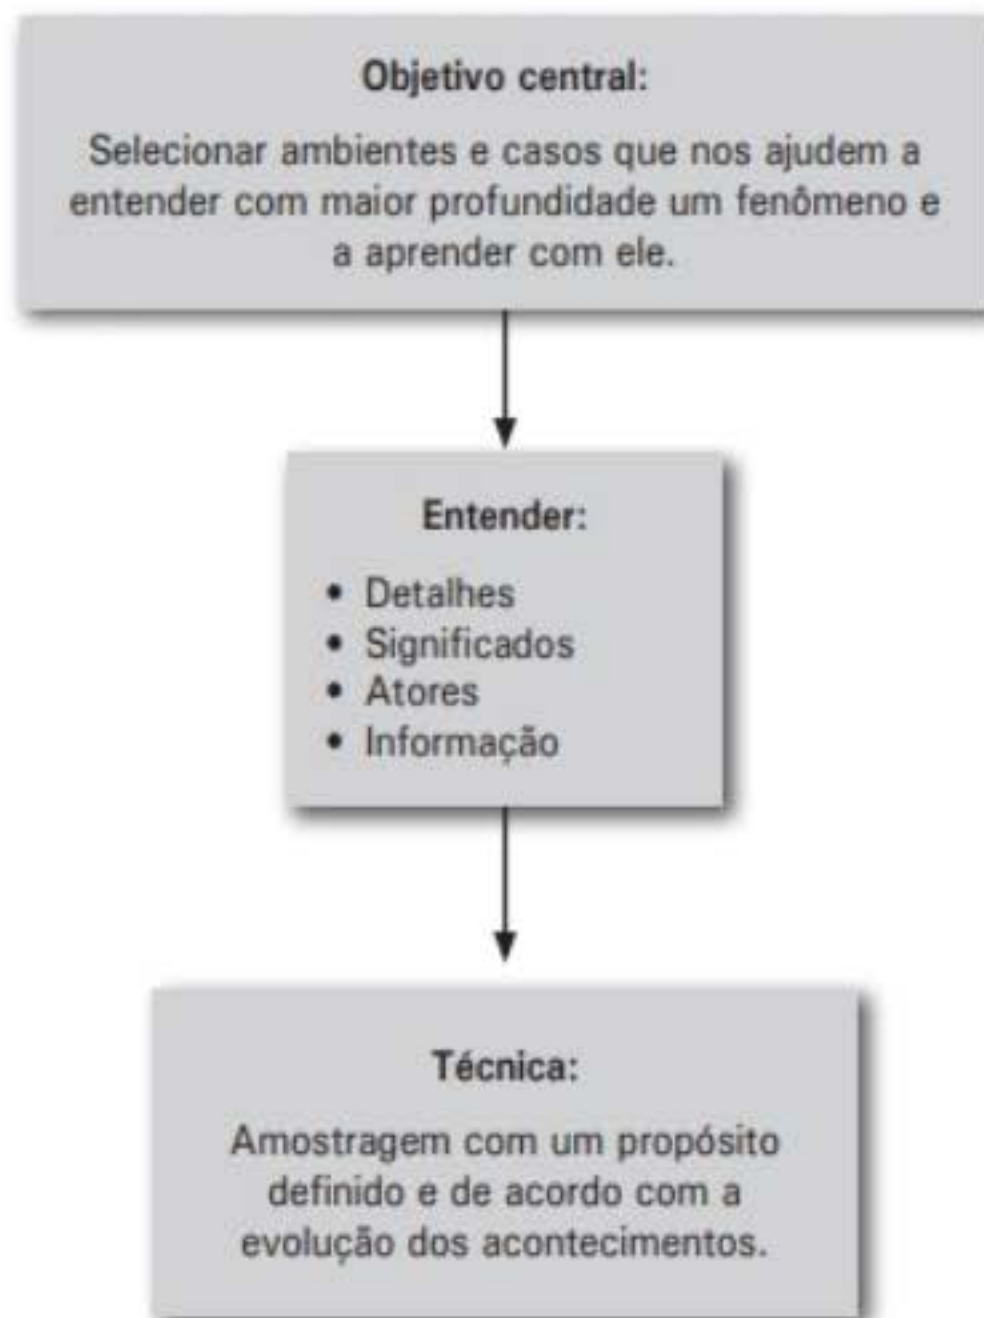 Objetivo central:
Selecionar ambientes e casos que nos ajudem a
entender com maior profundidade um fenômeno e
a aprender com ele.
Entender:
• Detalhes
• Significados
• Atores
• Informação
Técnica:
Amostragem com um propósito
definido e de acordo com a
evolução dos acontecimentos.